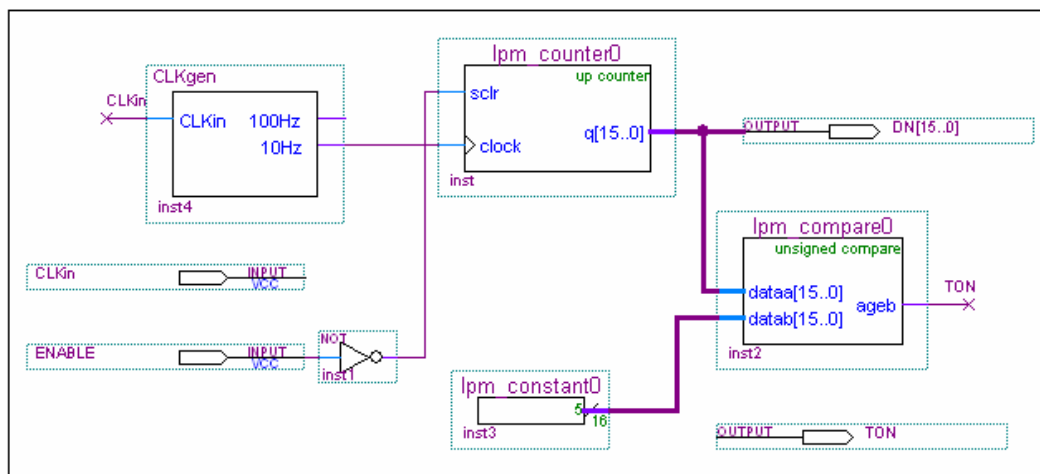 CLKgen
CLKin
CLKin
100Hz
10Hz
inst4
lpm_counter0
up counter
sclr
q[15..0]
clock
inst
OUTPUT
DN[15..0]
lpm_compare0
unsigned compare
dataa[15..0]
ageb
datab[15..0]
inst2
TON
CLKin
INPUT
VCC
ENABLE
INPUT
VCC
NOT
inst1
lpm_constant0
5
16
inst3
OUTPUT
TON